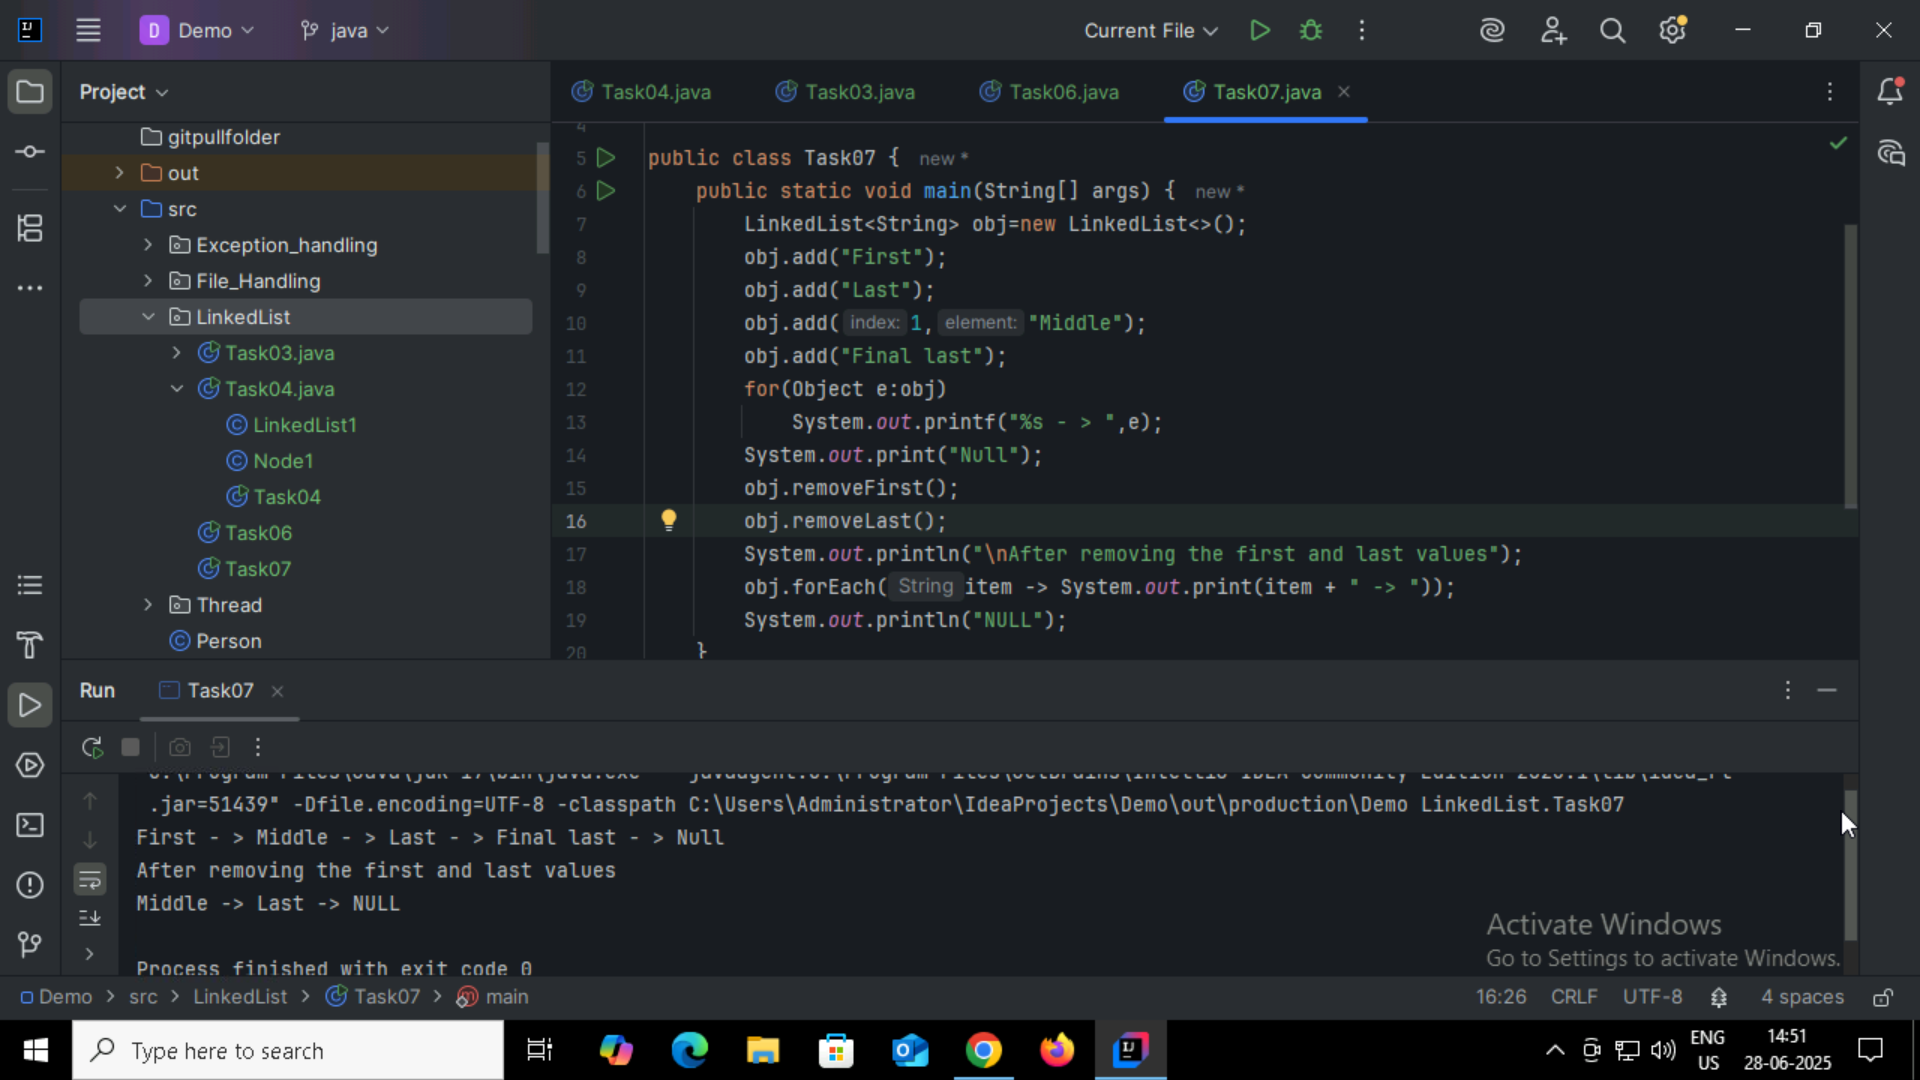 IJ
D Demo
java
Current File
Project
Task04.java
Task03.java
Task06.java
Task07.java
gitpullfolder
out
src
Exception_handling
File_Handling
LinkedList
Task03.java
Task04.java
LinkedList1
Node1
Task04
Task06
Task07
Thread
Person
4
5 public class Task07 { new *
6 public static void main(String[] args) { new *
7 LinkedList<String> obj=new LinkedList<>();
8 obj.add("First");
9 obj.add("Last");
10 obj.add( index: 1, element: "Middle");
11 obj.add("Final last");
12 for(Object e:obj)
13 System.out.printf("%s - > ",e);
14 System.out.print("Null");
15 obj.removeFirst();
16 obj.removeLast();
17 System.out.println("\nAfter removing the first and last values");
18 obj.forEach( String item -> System.out.print(item + " -> "));
19 System.out.println("NULL");
20 }
Run
Task07
.jar=51439" -Dfile.encoding=UTF-8 -classpath C:\Users\Administrator\IdeaProjects\Demo\out\production\Demo LinkedList.Task07
First - > Middle - > Last - > Final last - > Null
After removing the first and last values
Middle -> Last -> NULL
Process finished with exit code 0
Activate Windows
Go to Settings to activate Windows.
Demo > src > LinkedList > Task07 > main
16:26 CRLF UTF-8 4 spaces
Type here to search
ENG
US
14:51
28-06-2025